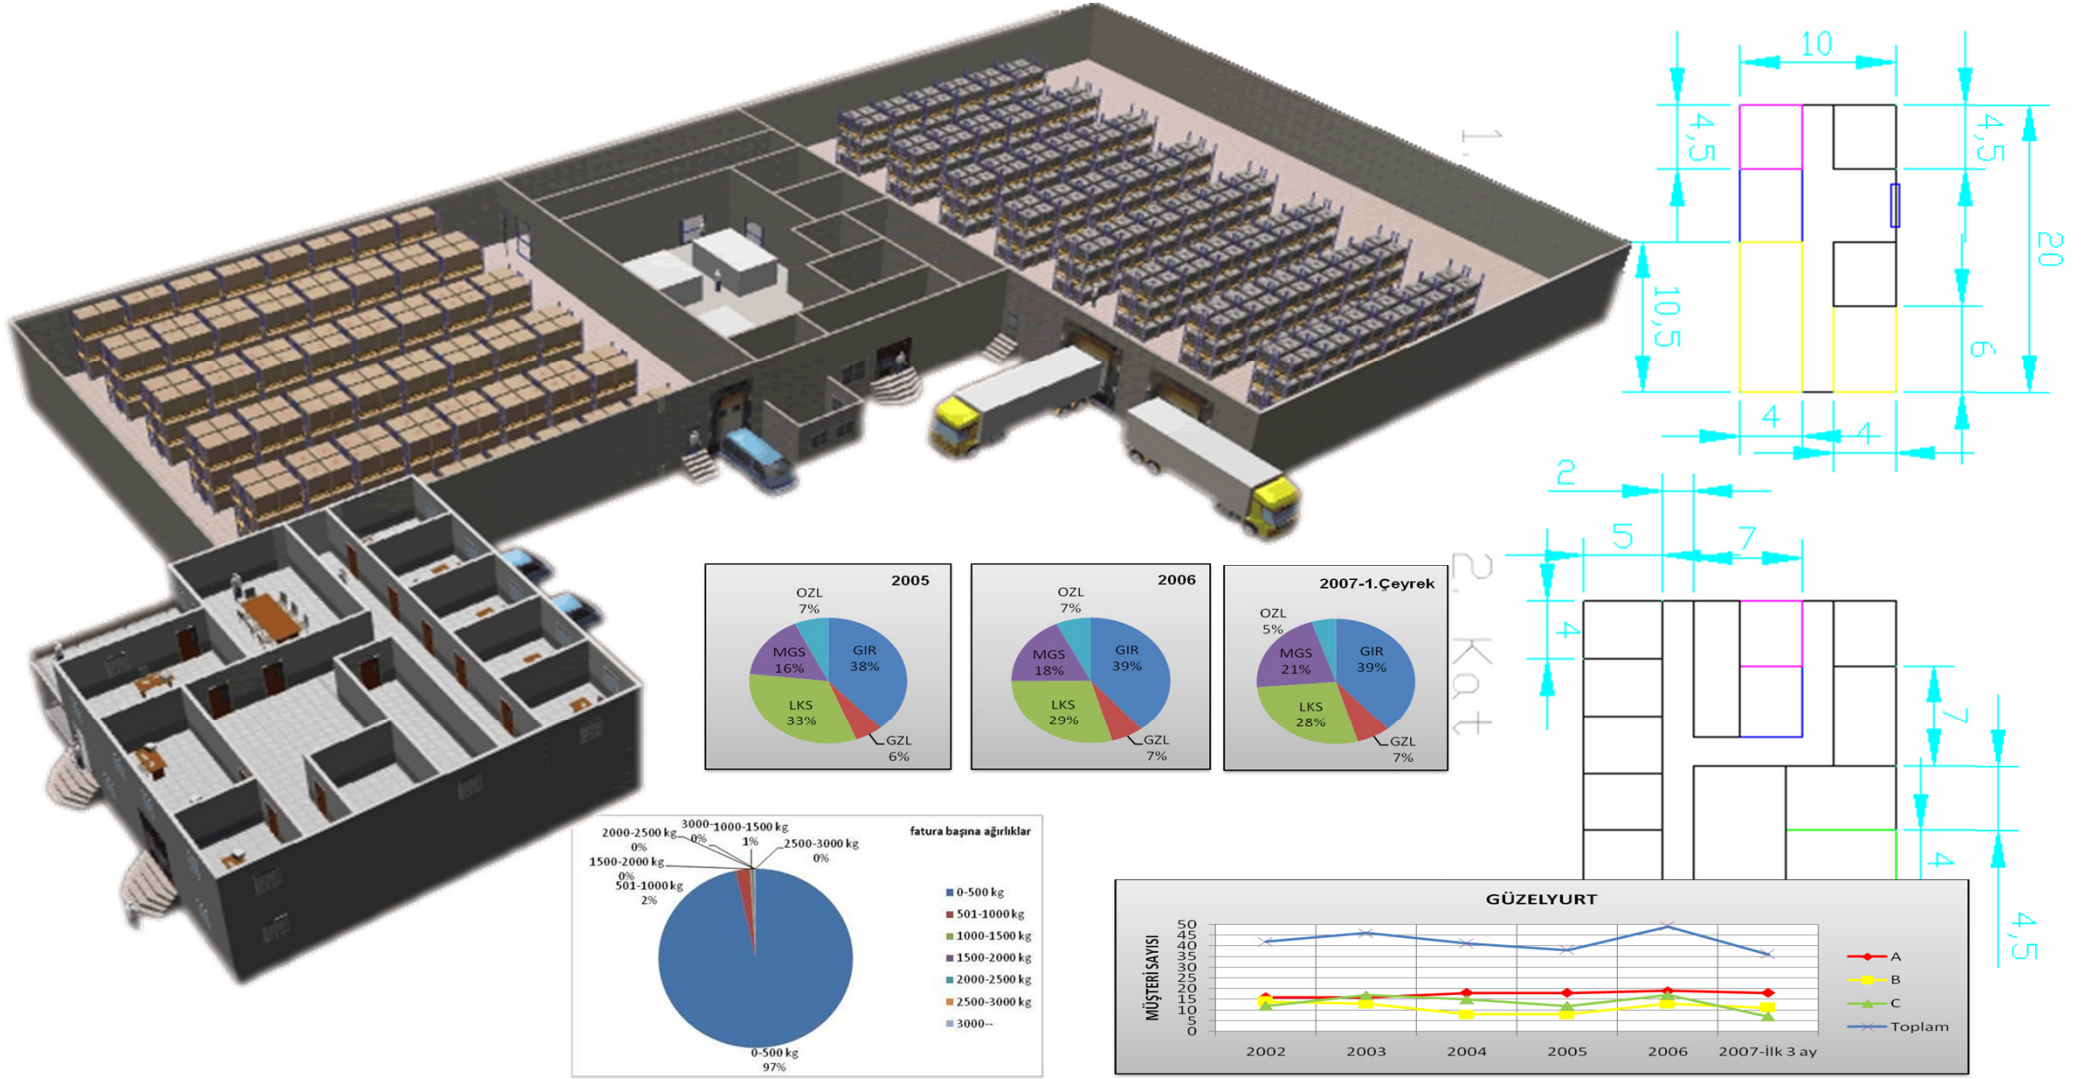 10
4,5
4,5
20
10,5
6
4
4
1.
2
5
7
4
7
4
4,5
2. Kat
2005
OZL
7%
MGS
16%
GIR
38%
LKS
33%
GZL
6%
2006
OZL
7%
MGS
18%
GIR
39%
LKS
29%
GZL
7%
2007-1.Çeyrek
OZL
5%
MGS
21%
GIR
39%
LKS
28%
GZL
7%
fatura başına ağırlıklar
3000--
0%
1000-1500 kg
1%
2000-2500 kg
0%
2500-3000 kg
0%
1500-2000 kg
0%
501-1000 kg
2%
0-500 kg
97%
0-500 kg
501-1000 kg
1000-1500 kg
1500-2000 kg
2000-2500 kg
2500-3000 kg
3000--
GÜZELYURT
MÜŞTERİ SAYISI
50
45
40
35
30
25
20
15
10
5
0
2002
2003
2004
2005
2006
2007-İlk 3 ay
A
B
C
Toplam